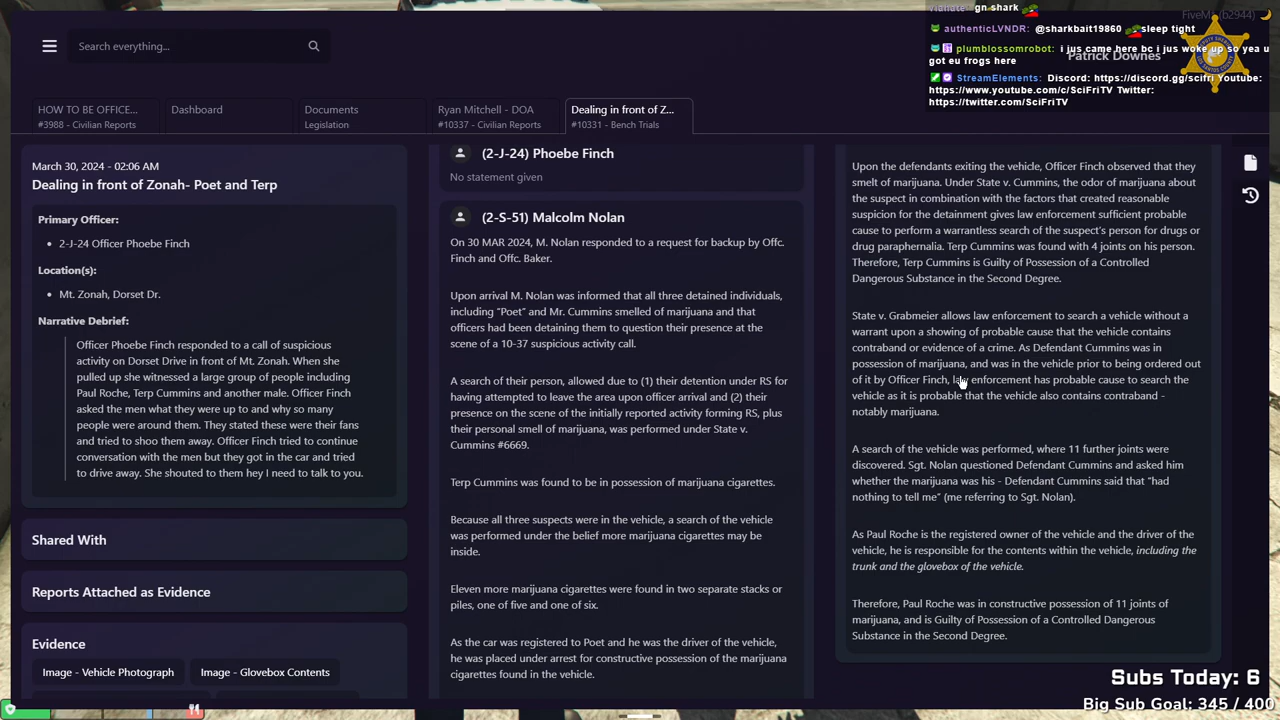 gn shark
authenticLVNDR: @sharkbait19860 sleep tight
plumblossomrobot: i jus came here bc i jus woke up so yea u
got eu frogs here
StreamElements: Discord: https://discord.gg/scifri Youtube:
https://www.youtube.com/c/SciFriTV Twitter:
https://twitter.com/SciFriTV
Search everything...
Patrick Downes
HOW TO BE OFFICE...
#3988 - Civilian Reports
Dashboard
Documents
Legislation
Ryan Mitchell - DOA
#10337 - Civilian Reports
Dealing in front of Z...
#10331 - Bench Trials
March 30, 2024 - 02:06 AM
Dealing in front of Zonah- Poet and Terp
Primary Officer:
2-J-24 Officer Phoebe Finch
Location(s):
Mt. Zonah, Dorset Dr.
Narrative Debrief:
Officer Phoebe Finch responded to a call of suspicious
activity on Dorset Drive in front of Mt. Zonah. When she
pulled up she witnessed a large group of people including
Paul Roche, Terp Cummins and another male. Officer Finch
asked the men what they were up to and why so many
people were around them. They stated these were their fans
and tried to shoo them away. Officer Finch tried to continue
conversation with the men but they got in the car and tried
to drive away. She shouted to them hey I need to talk to you.
Shared With
Reports Attached as Evidence
Evidence
Image - Vehicle Photograph
Image - Glovebox Contents
(2-J-24) Phoebe Finch
No statement given
(2-S-51) Malcolm Nolan
On 30 MAR 2024, M. Nolan responded to a request for backup by Offc.
Finch and Offc. Baker.
Upon arrival M. Nolan was informed that all three detained individuals,
including "Poet" and Mr. Cummins smelled of marijuana and that
officers had been detaining them to question their presence at the
scene of a 10-37 suspicious activity call.
A search of their person, allowed due to (1) their detention under RS for
having attempted to leave the area upon officer arrival and (2) their
presence on the scene of the initially reported activity forming RS, plus
their personal smell of marijuana, was performed under State v.
Cummins #6669.
Terp Cummins was found to be in possession of marijuana cigarettes.
Because all three suspects were in the vehicle, a search of the vehicle
was performed under the belief more marijuana cigarettes may be
inside.
Eleven more marijuana cigarettes were found in two separate stacks or
piles, one of five and one of six.
As the car was registered to Poet and he was the driver of the vehicle,
he was placed under arrest for constructive possession of the marijuana
cigarettes found in the vehicle.
Upon the defendants exiting the vehicle, Officer Finch observed that they
smelt of marijuana. Under State v. Cummins, the odor of marijuana about
the suspect in combination with the factors that created reasonable
suspicion for the detainment gives law enforcement sufficient probable
cause to perform a warrantless search of the suspect's person for drugs or
drug paraphernalia. Terp Cummins was found with 4 joints on his person.
Therefore, Terp Cummins is Guilty of Possession of a Controlled
Dangerous Substance in the Second Degree.
State v. Grabmeier allows law enforcement to search a vehicle without a
warrant upon a showing of probable cause that the vehicle contains
contraband or evidence of a crime. As Defendant Cummins was in
possession of marijuana, and was in the vehicle prior to being ordered out
of it by Officer Finch, law enforcement has probable cause to search the
vehicle as it is probable that the vehicle also contains contraband -
notably marijuana.
A search of the vehicle was performed, where 11 further joints were
discovered. Sgt. Nolan questioned Defendant Cummins and asked him
whether the marijuana was his - Defendant Cummins said that "had
nothing to tell me" (me referring to Sgt. Nolan).
As Paul Roche is the registered owner of the vehicle and the driver of the
vehicle, he is responsible for the contents within the vehicle, including the
trunk and the glovebox of the vehicle.
Therefore, Paul Roche was in constructive possession of 11 joints of
marijuana, and is Guilty of Possession of a Controlled Dangerous
Substance in the Second Degree.
Subs Today: 6
Big Sub Goal: 345 / 400